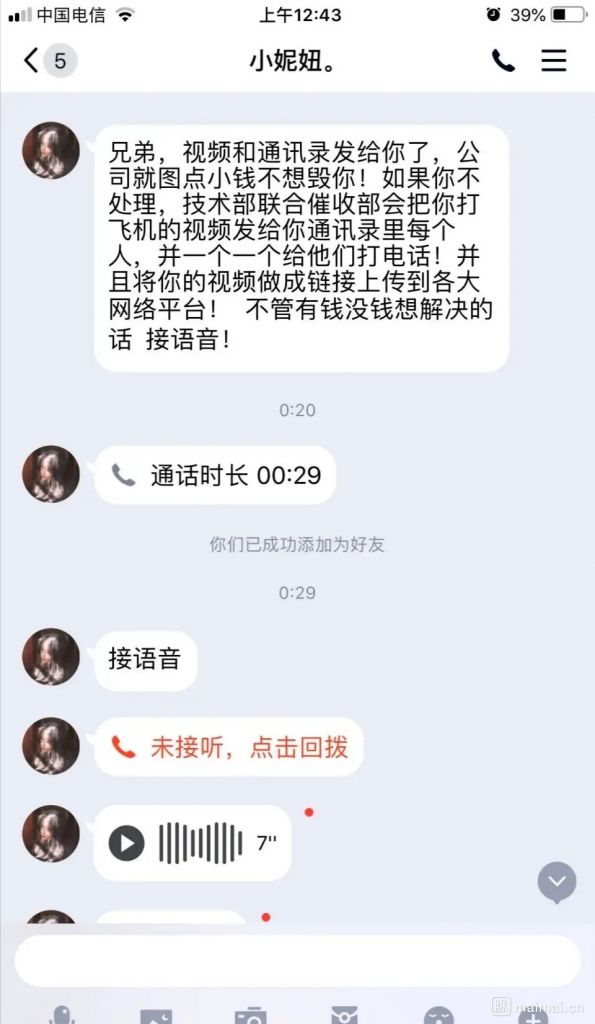 中国电信
上午12:43
39%
5
小妮妞。
兄弟，视频和通讯录发给你了，公
司就图点小钱不想毁你！如果你不
处理，技术部联合催收部会把你打
飞机的视频发给你通讯录里每个
人，并一个一个给他们打电话！并
且将你的视频做成链接上传到各大
网络平台！ 不管有钱没钱想解决的
话 接语音！
0:20
通话时长 00:29
你们已成功添加为好友
0:29
接语音
未接听，点击回拨
7''
脉 maimai.cn